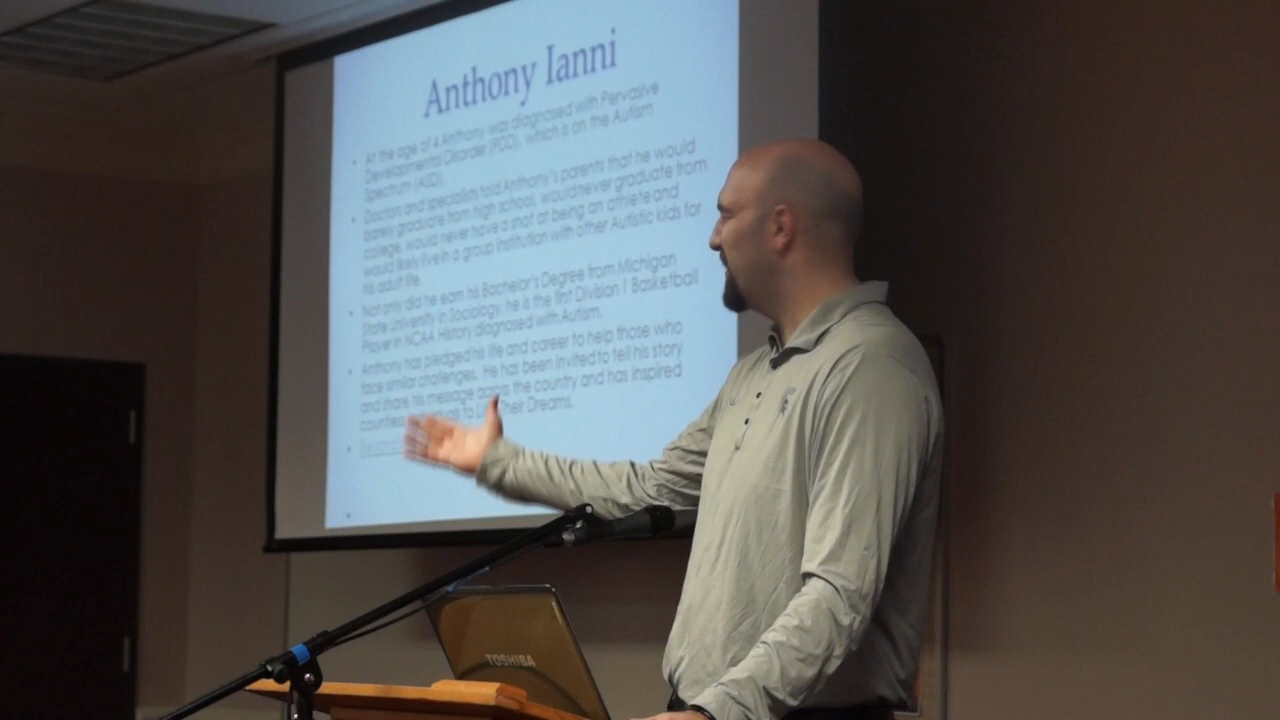 Anthony Ianni
At the age of 4 Anthony was diagnosed with Pervasive
Developmental Disorder (PDD), which is on the Autism
Spectrum (ASD).
Doctors and specialists told Anthony's parents that he would
barely graduate from high school, would never graduate from
college, would never have a shot at being an athlete and
would likely live in a group institution with other Autistic kids for
his adult life.
Not only did he earn his Bachelor's Degree from Michigan
State University in Sociology, he is the first Division I Basketball
Player in NCAA History diagnosed with Autism.
Anthony has pledged his life and career to help those who
face similar challenges. He has been invited to tell his story
and share his message across the country and has inspired
Their Dreams.
TOSHIBA